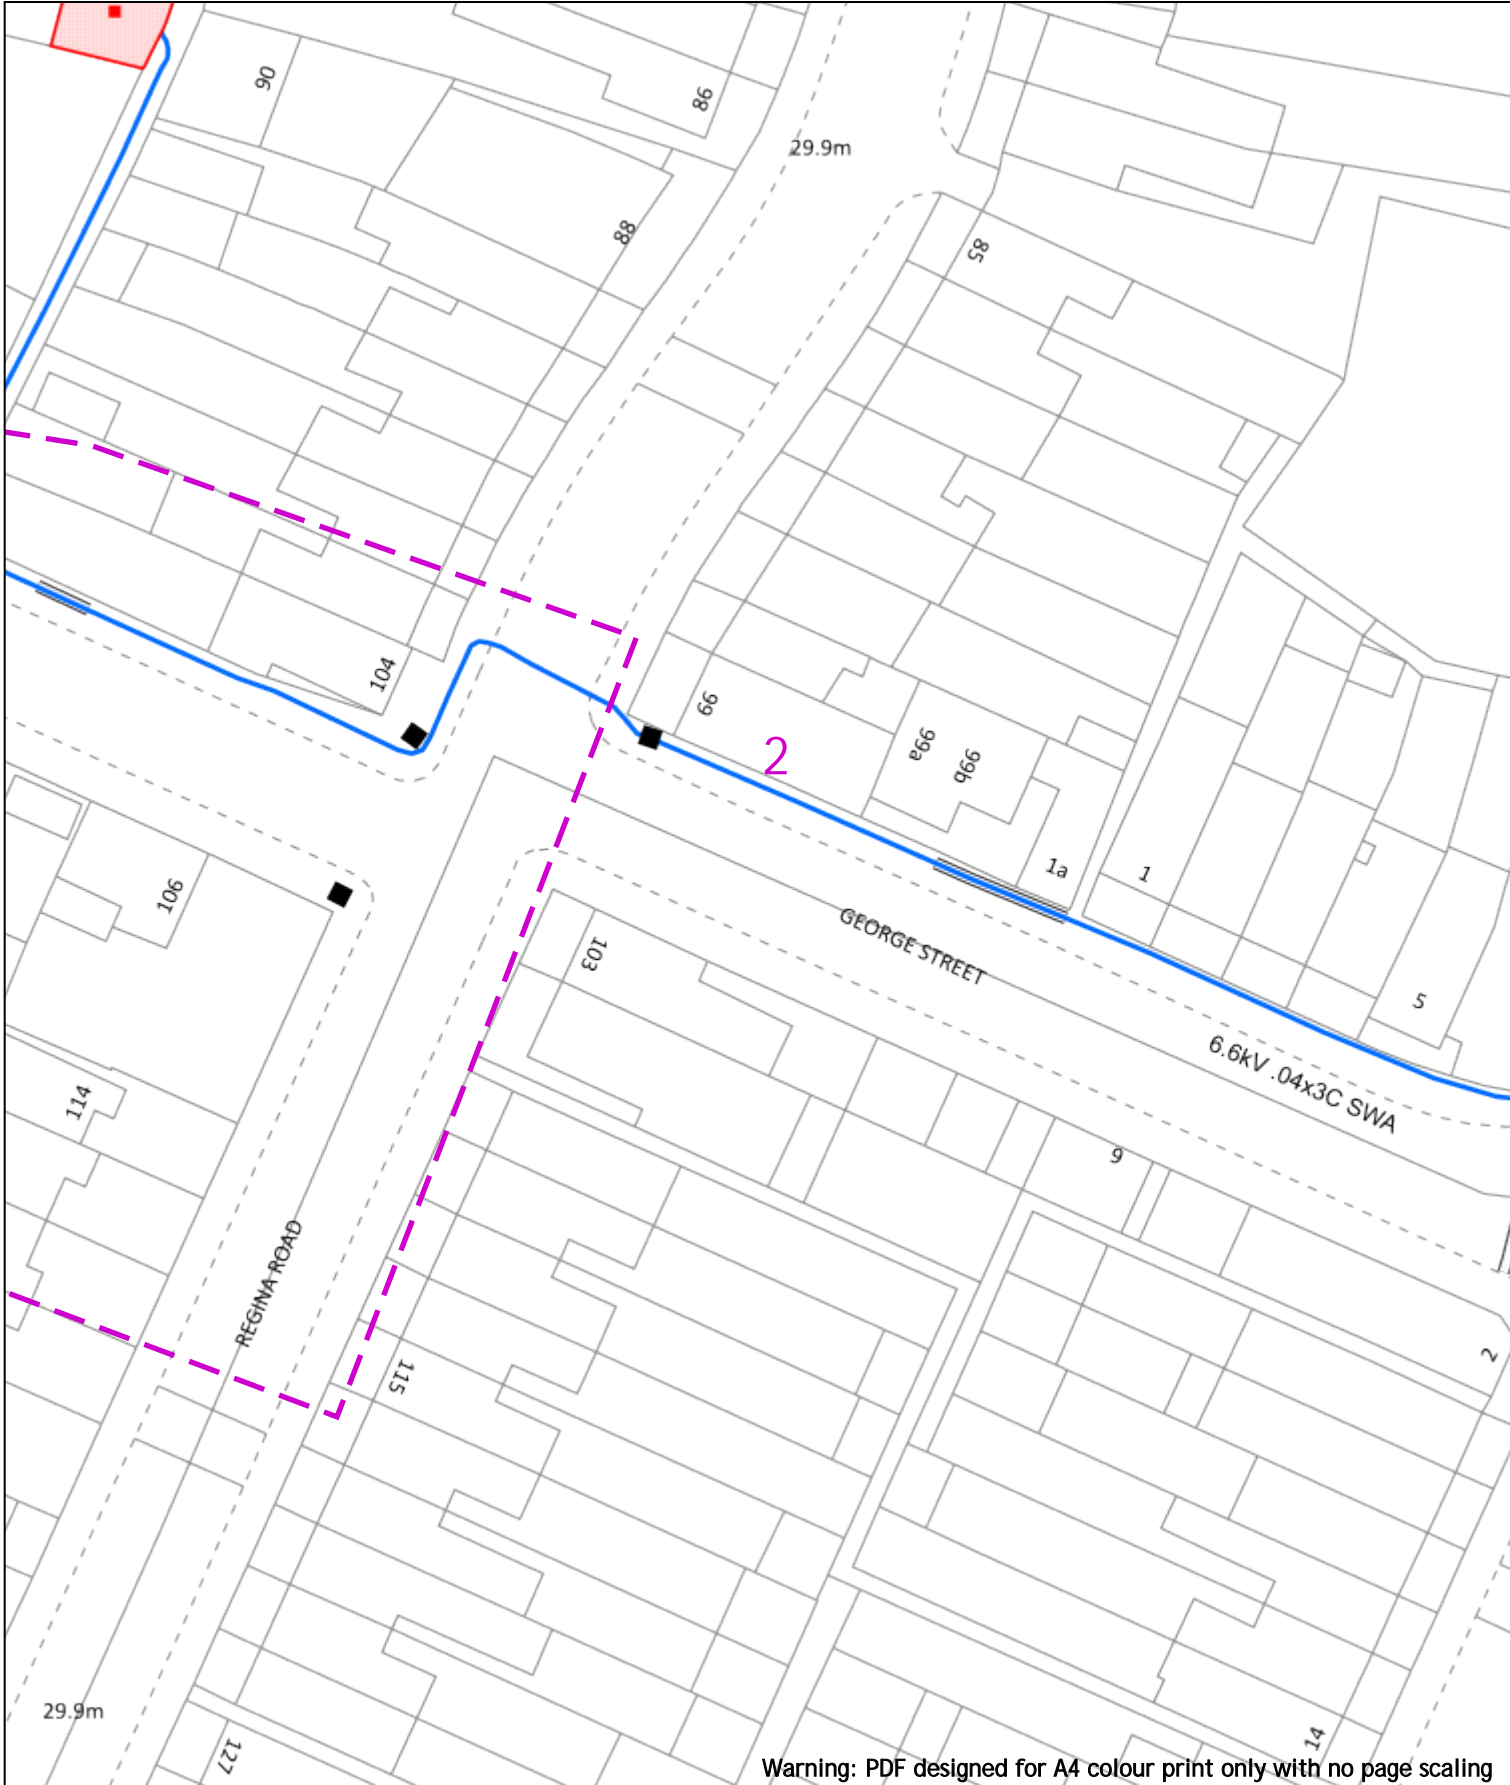 90
86
29.9m
88
85
104
99
99a
99b
2
1a
1
106
103
GEORGE STREET
5
6.6kV .04x3C SWA
114
9
REGINA ROAD
2
115
29.9m
127
14
Warning: PDF designed for A4 colour print only with no page scaling